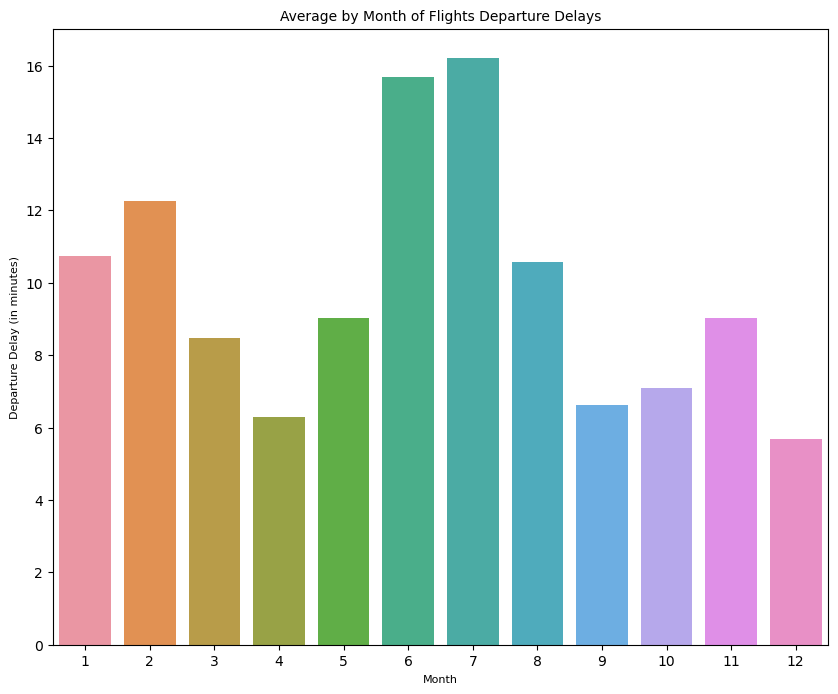 Average by Month of Flights Departure Delays
Departure Delay (in minutes)
16
14
12
10
8
6
4
2
0
1 2 3 4 5 6 7 8 9 10 11 12
Month